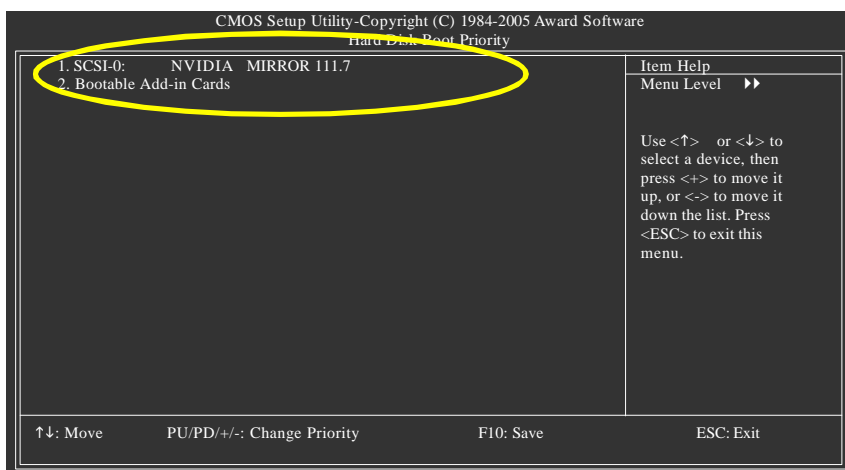 CMOS Setup Utility-Copyright (C) 1984-2005 Award Software
Hard Disk Boot Priority
1. SCSI-0: NVIDIA MIRROR 111.7
2. Bootable Add-in Cards
Item Help
Menu Level ▶▶
Use <↑> or <↓> to
select a device, then
press <+> to move it
up, or <-> to move it
down the list. Press
<ESC> to exit this
menu.
↑↓: Move PU/PD/+/-: Change Priority F10: Save ESC: Exit